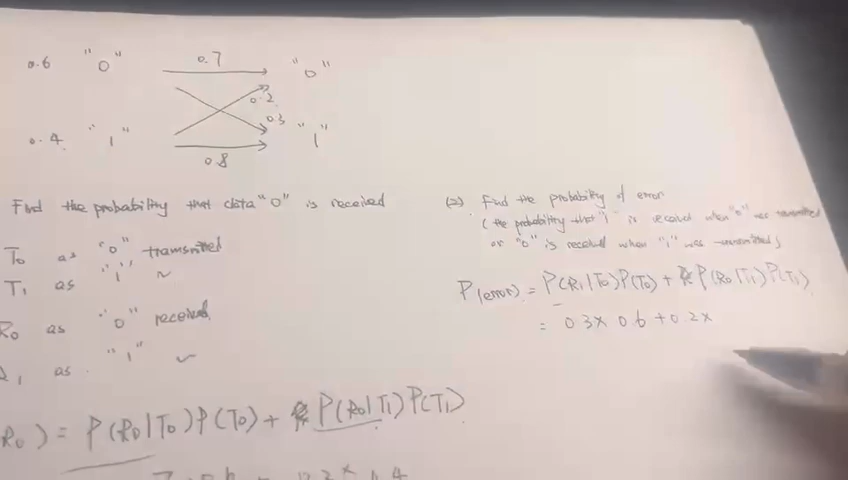 0.6 "0" 0.7 "0"
0.2
0.3
0.4 "1" "1"
0.8
Find the probability that data "0" is received
T0 as "0" transmitted
T1 as "1" ~
R0 as "0" received
as "1" ~
R0) = P(R0|T0)P(T0) + P(R0|T1)P(T1)
0.2 × 0.4
(2) Find the probability of error
(the probability that "1" is received when "0" was transmitted
or "0" is received when "1" was transmitted)
P(error) = P(R1|T0)P(T0) + P(R0|T1)P(T1)
= 0.3 × 0.6 + 0.2 ×